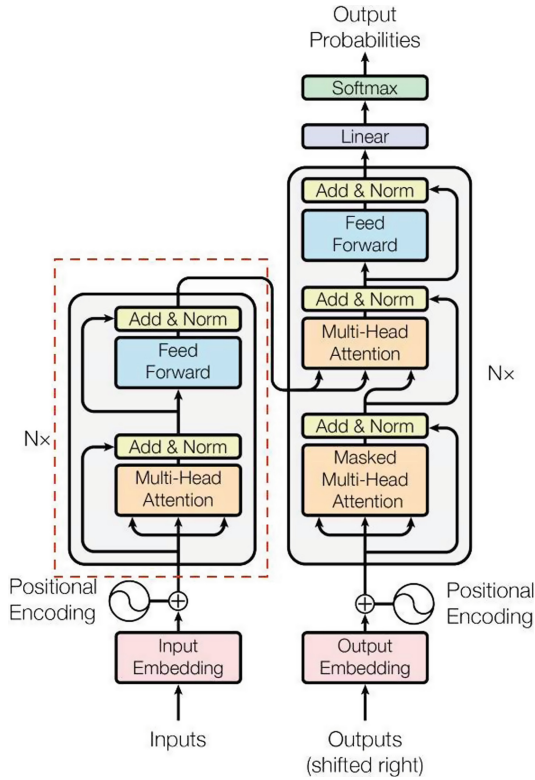 Output
Probabilities
Softmax
Linear
Add & Norm
Feed
Forward
Add & Norm
Multi-Head
Attention
Add & Norm
Masked
Multi-Head
Attention
N×
Add & Norm
Feed
Forward
Add & Norm
Multi-Head
Attention
N×
Positional
Encoding
Positional
Encoding
Input
Embedding
Output
Embedding
Inputs
Outputs
(shifted right)